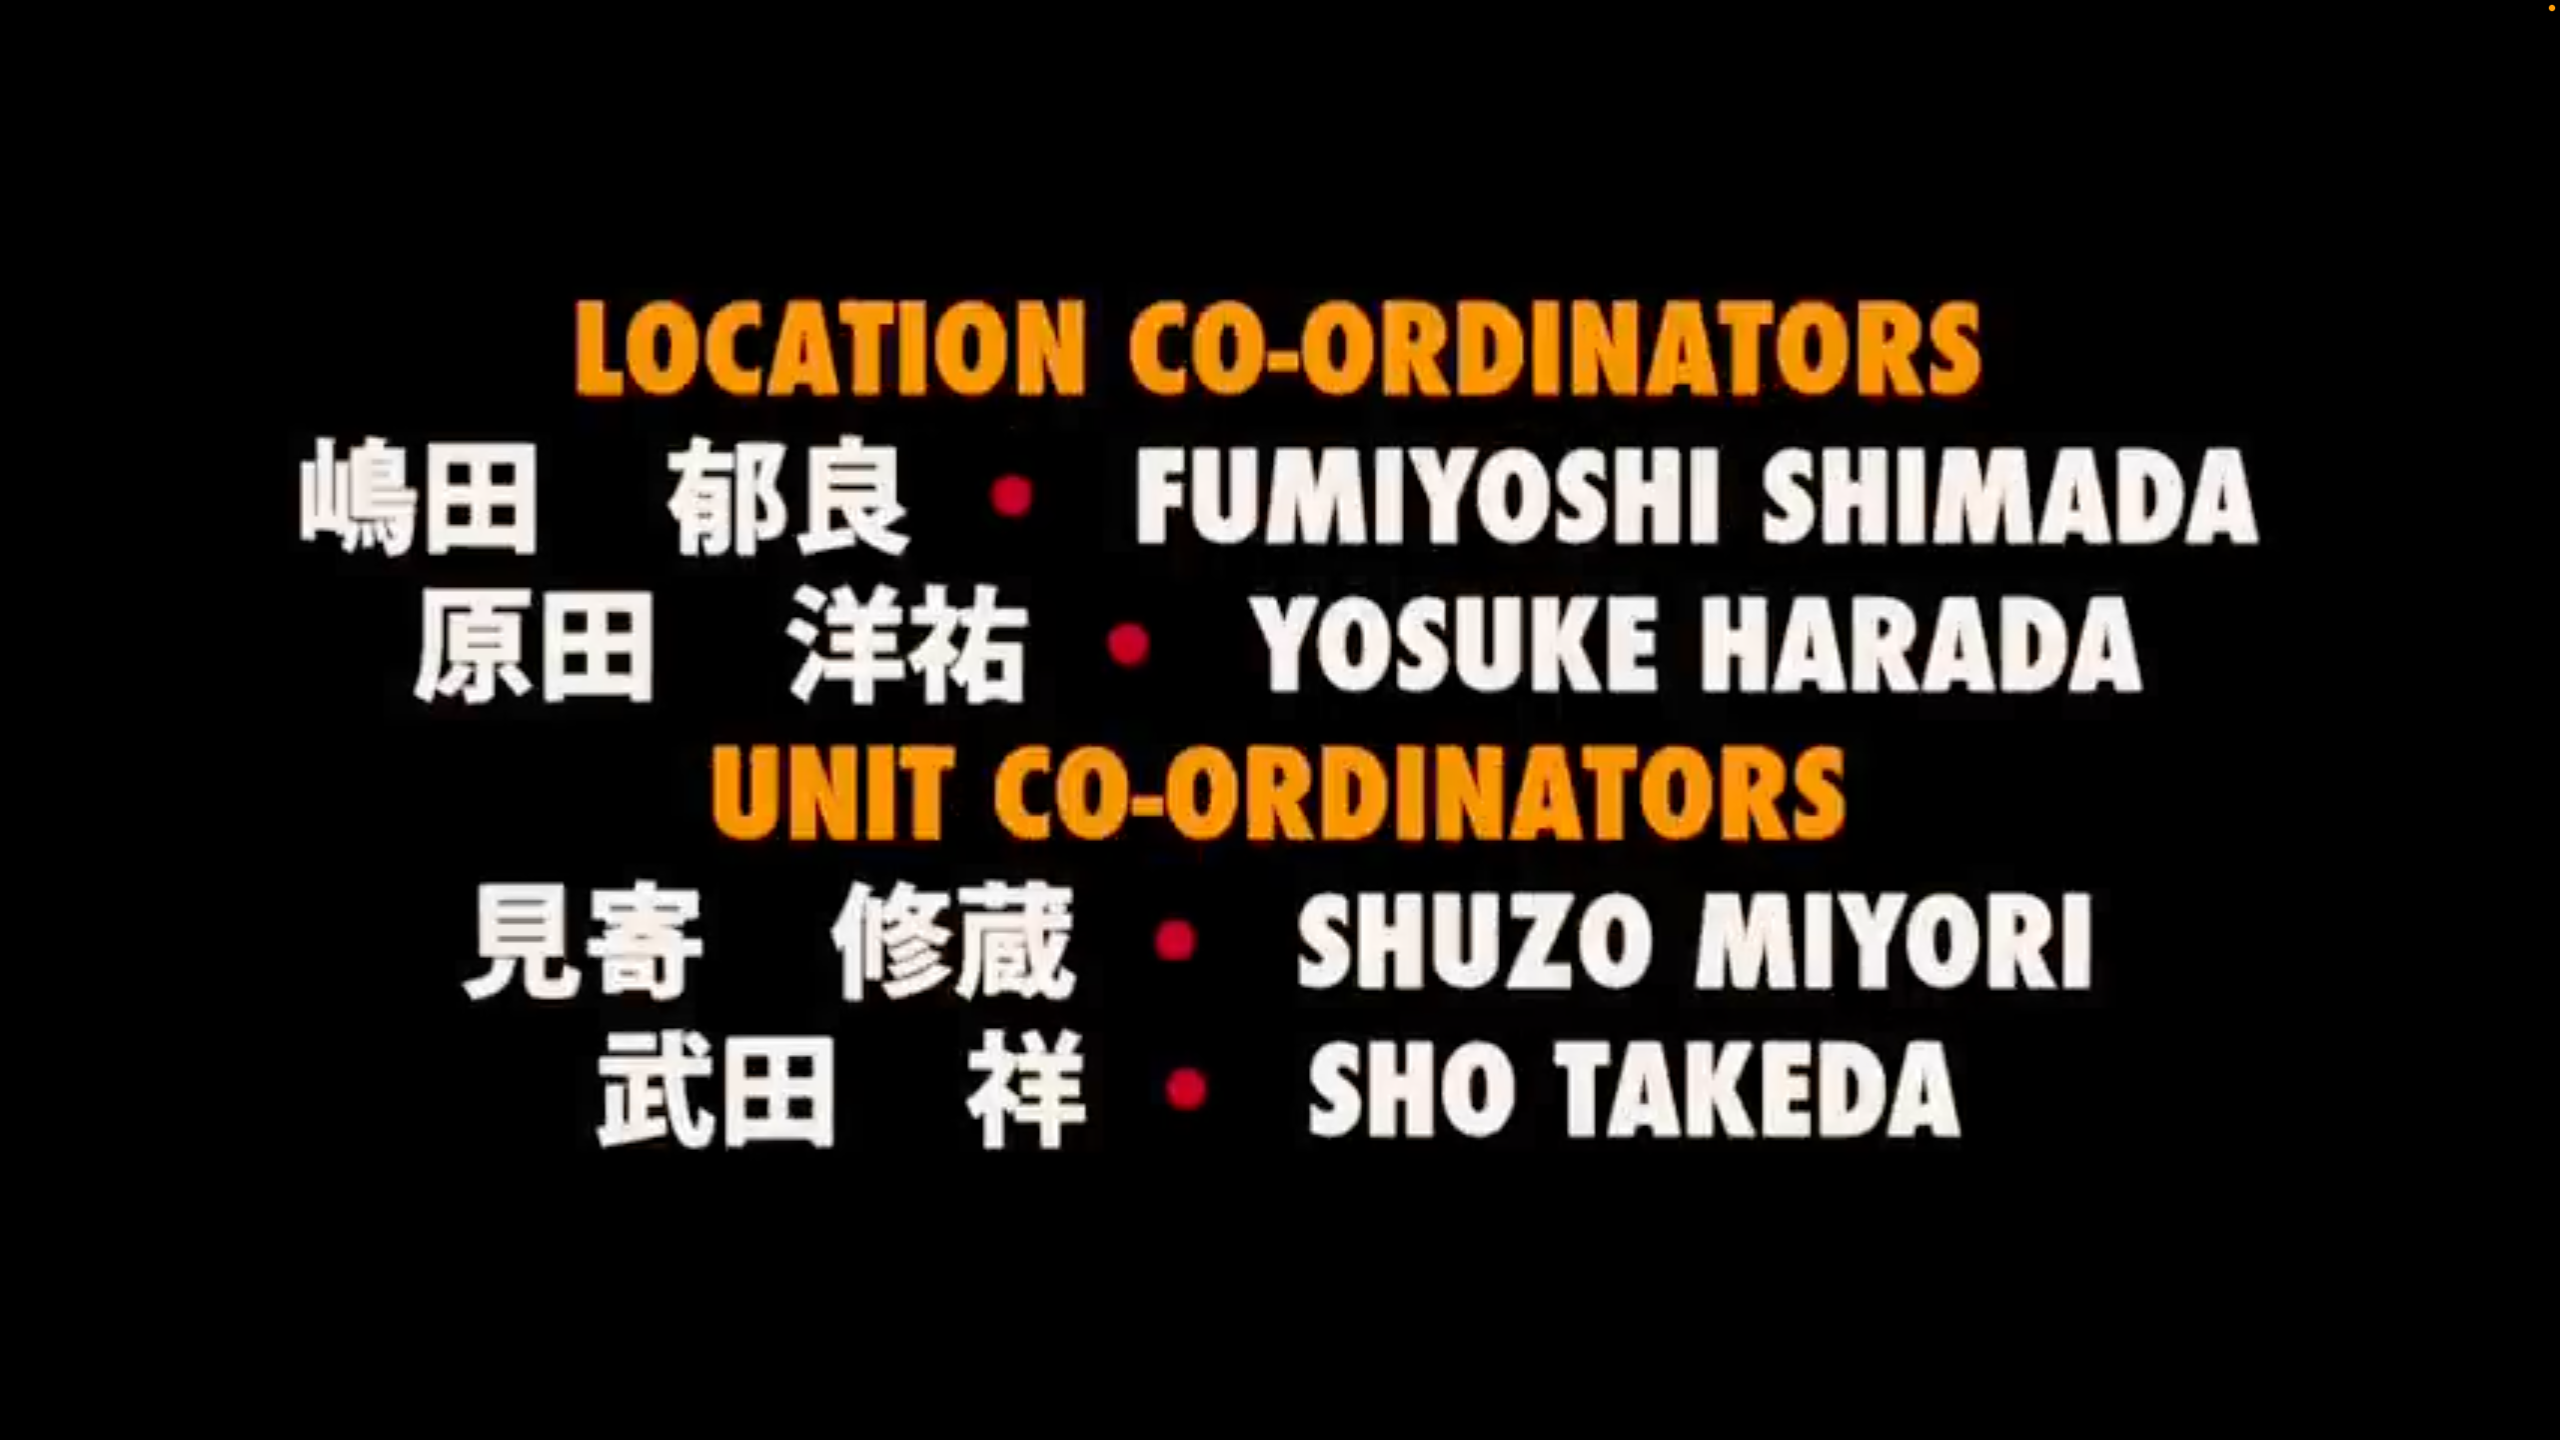 LOCATION CO-ORDINATORS
嶋田　郁良 • FUMIYOSHI SHIMADA
原田　洋祐 • YOSUKE HARADA
UNIT CO-ORDINATORS
見寄　修蔵 • SHUZO MIYORI
武田　祥 • SHO TAKEDA